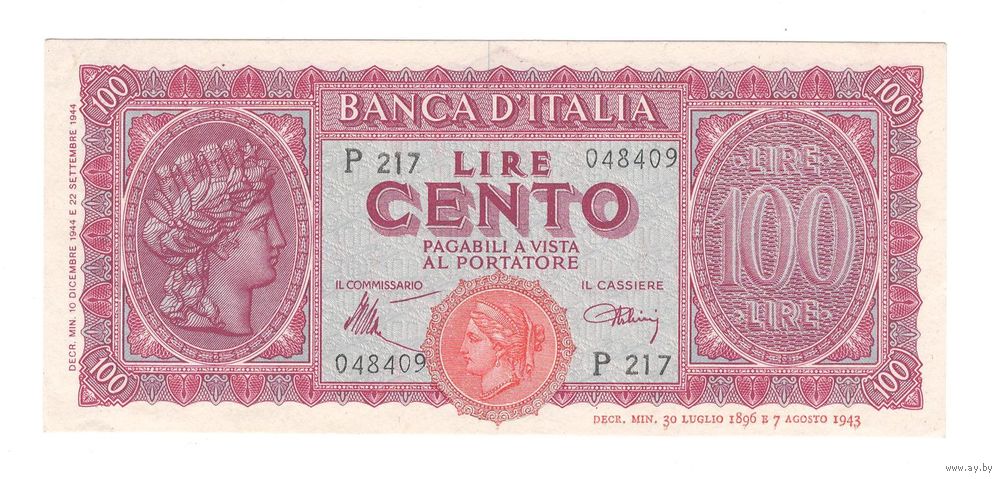 100
100
BANCA D'ITALIA
P 217
LIRE
048409
CENTO
PAGABILI A VISTA
AL PORTATORE
IL COMMISSARIO
IL CASSIERE
048409
P 217
LIRE
100
LIRE
100
100
DECR. MIN. 10 DICEMBRE 1944 E 22 SETTEMBRE 1944
DECR. MIN. 30 LUGLIO 1896 E 7 AGOSTO 1943
www.ay.by